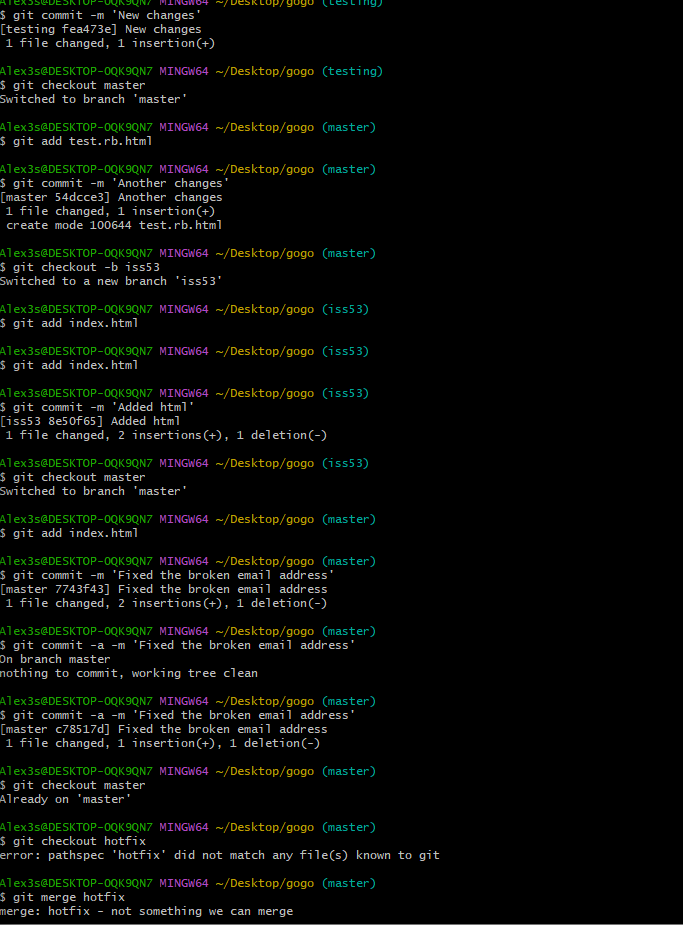 Alex3s@DESKTOP-OQK9QN7 MINGW64 ~/Desktop/gogo (testing)
$ git commit -m 'New changes'
[testing fea473e] New changes
1 file changed, 1 insertion(+)
Alex3s@DESKTOP-OQK9QN7 MINGW64 ~/Desktop/gogo (testing)
$ git checkout master
Switched to branch 'master'
Alex3s@DESKTOP-OQK9QN7 MINGW64 ~/Desktop/gogo (master)
$ git add test.rb.html
Alex3s@DESKTOP-OQK9QN7 MINGW64 ~/Desktop/gogo (master)
$ git commit -m 'Another changes'
[master 54dcce3] Another changes
1 file changed, 1 insertion(+)
create mode 100644 test.rb.html
Alex3s@DESKTOP-OQK9QN7 MINGW64 ~/Desktop/gogo (master)
$ git checkout -b iss53
Switched to a new branch 'iss53'
Alex3s@DESKTOP-OQK9QN7 MINGW64 ~/Desktop/gogo (iss53)
$ git add index.html
Alex3s@DESKTOP-OQK9QN7 MINGW64 ~/Desktop/gogo (iss53)
$ git add index.html
Alex3s@DESKTOP-OQK9QN7 MINGW64 ~/Desktop/gogo (iss53)
$ git commit -m 'Added html'
[iss53 8e50f65] Added html
1 file changed, 2 insertions(+), 1 deletion(-)
Alex3s@DESKTOP-OQK9QN7 MINGW64 ~/Desktop/gogo (iss53)
$ git checkout master
Switched to branch 'master'
Alex3s@DESKTOP-OQK9QN7 MINGW64 ~/Desktop/gogo (master)
$ git add index.html
Alex3s@DESKTOP-OQK9QN7 MINGW64 ~/Desktop/gogo (master)
$ git commit -m 'Fixed the broken email address'
[master 7743f43] Fixed the broken email address
1 file changed, 2 insertions(+), 1 deletion(-)
Alex3s@DESKTOP-OQK9QN7 MINGW64 ~/Desktop/gogo (master)
$ git commit -a -m 'Fixed the broken email address'
On branch master
nothing to commit, working tree clean
Alex3s@DESKTOP-OQK9QN7 MINGW64 ~/Desktop/gogo (master)
$ git commit -a -m 'Fixed the broken email address'
[master c78517d] Fixed the broken email address
1 file changed, 1 insertion(+), 1 deletion(-)
Alex3s@DESKTOP-OQK9QN7 MINGW64 ~/Desktop/gogo (master)
$ git checkout master
Already on 'master'
Alex3s@DESKTOP-OQK9QN7 MINGW64 ~/Desktop/gogo (master)
$ git checkout hotfix
error: pathspec 'hotfix' did not match any file(s) known to git
Alex3s@DESKTOP-OQK9QN7 MINGW64 ~/Desktop/gogo (master)
$ git merge hotfix
merge: hotfix - not something we can merge